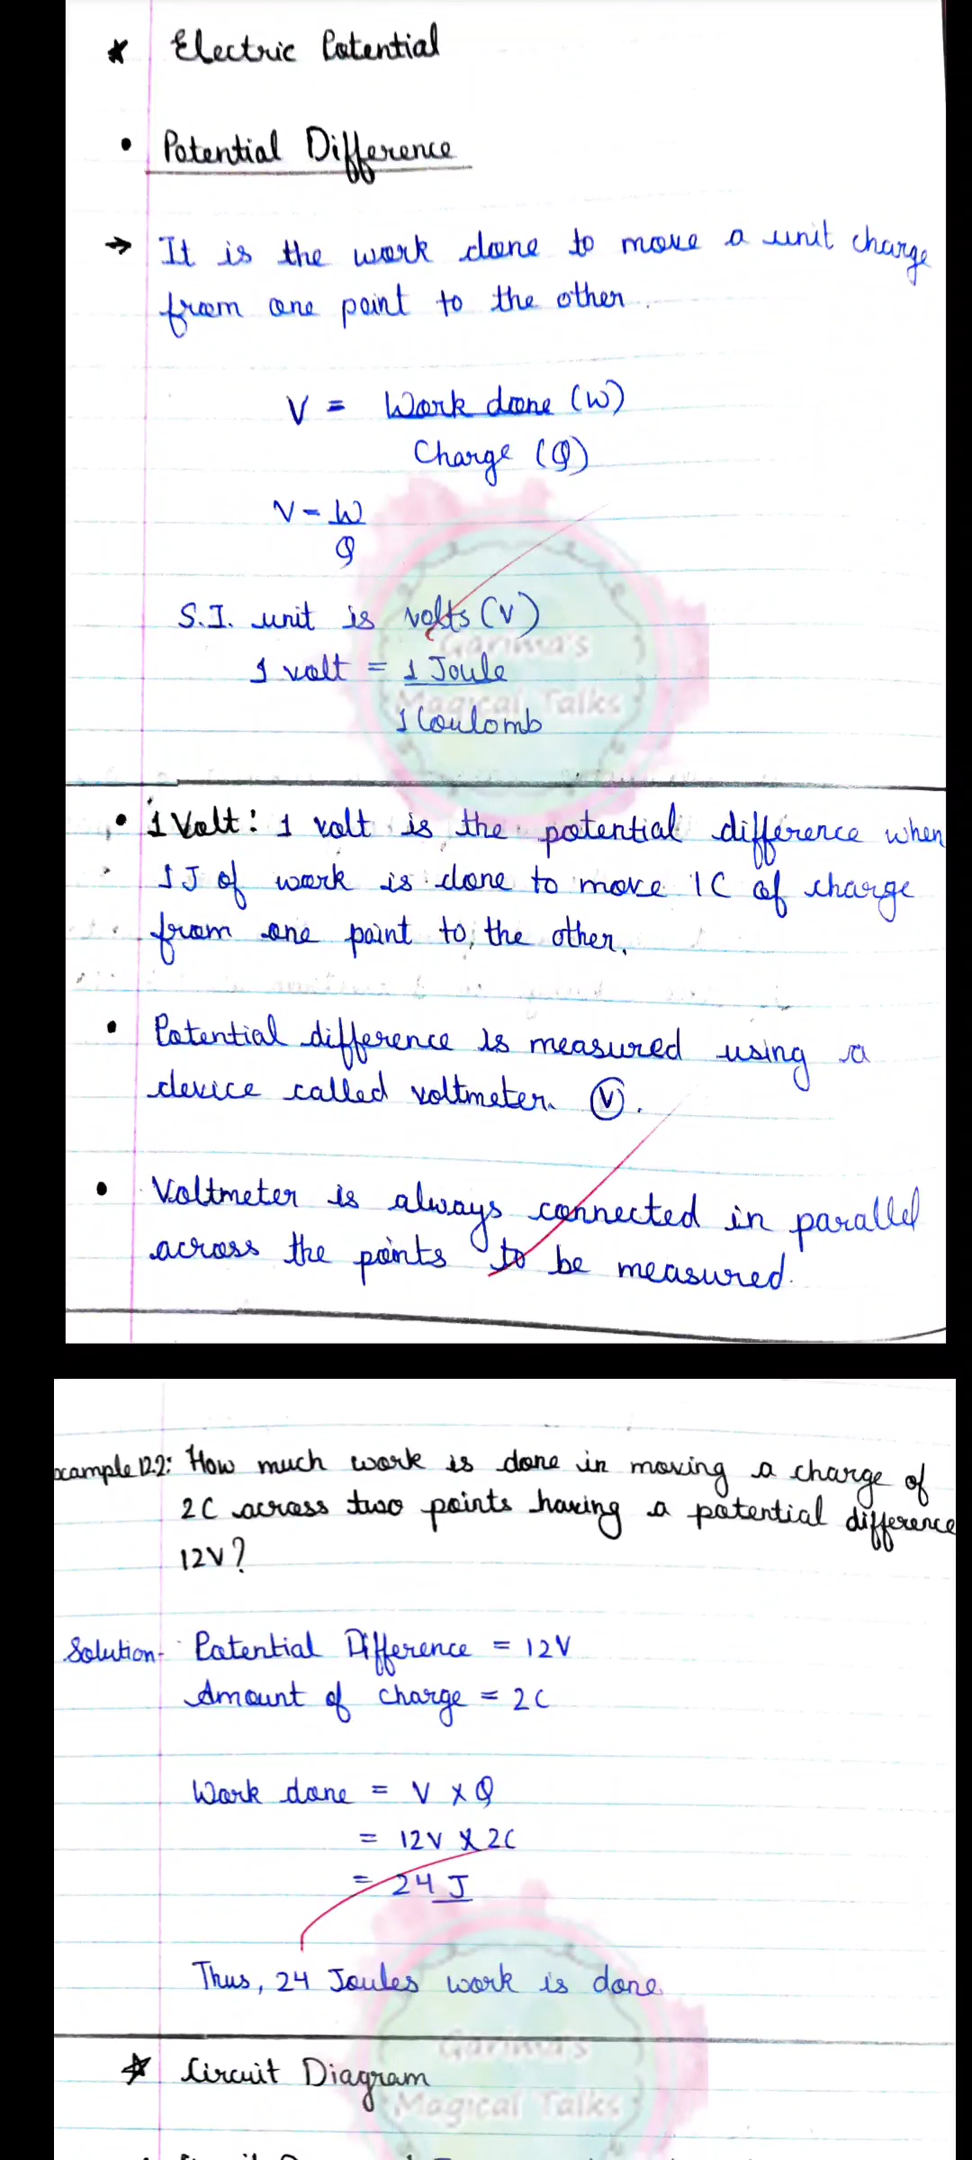 * Electric Potential
• Potential Difference
→ It is the work done to move a unit charge
from one point to the other.
V = Work done (W)
Charge (Q)
V = W
Q
S.I. unit is volts (V)
1 volt = 1 Joule
1 Coulomb
Garima's
Magical Talks
• 1 Volt: 1 volt is the potential difference when
1J of work is done to move 1C of charge
from one point to the other.
• Potential difference is measured using a
device called voltmeter. (V).
• Voltmeter is always connected in parallel
across the points to be measured.
xample 12.2: How much work is done in moving a charge of
2C across two points having a potential difference
12V?
Solution- Potential Difference = 12V
Amount of charge = 2C
Work done = V x Q
= 12V x 2C
= 24 J
Thus, 24 Joules work is done.
Garima's
* Circuit Diagram
Magical Talks